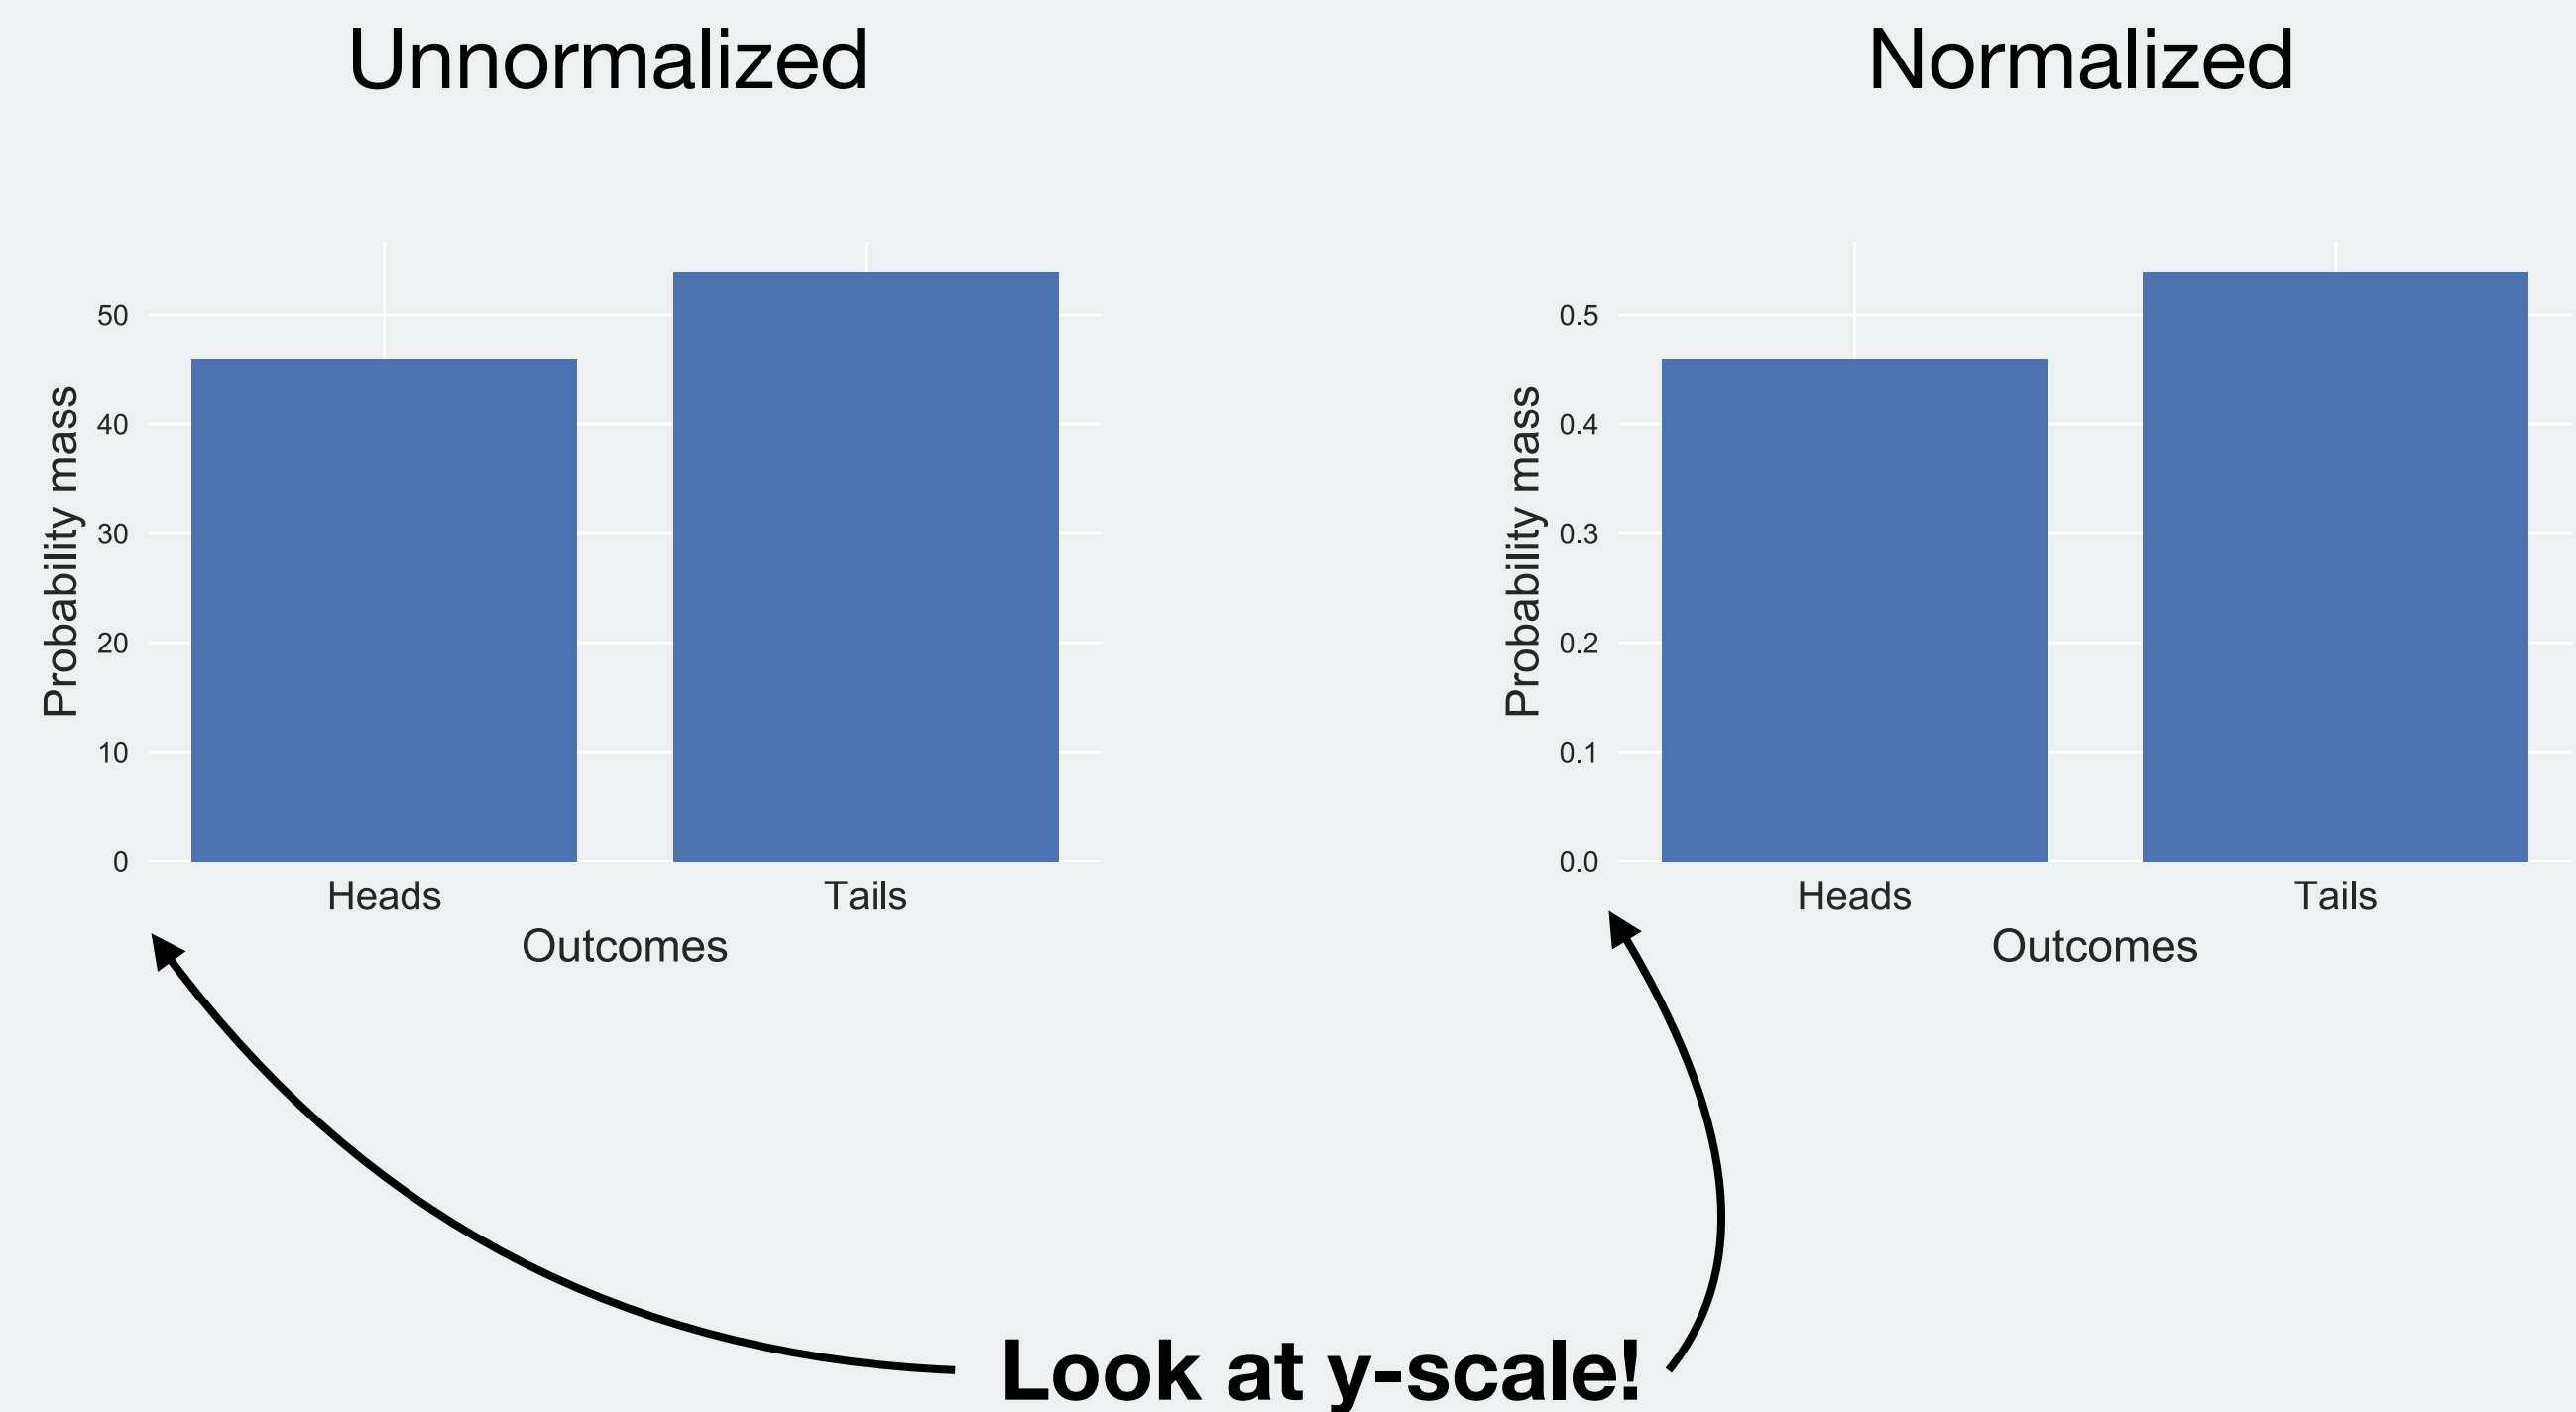 Unnormalized
Normalized
50
40
30
20
10
0
Probability mass
Heads
Tails
Outcomes
0.5
0.4
0.3
0.2
0.1
0.0
Probability mass
Heads
Tails
Outcomes
Look at y-scale!